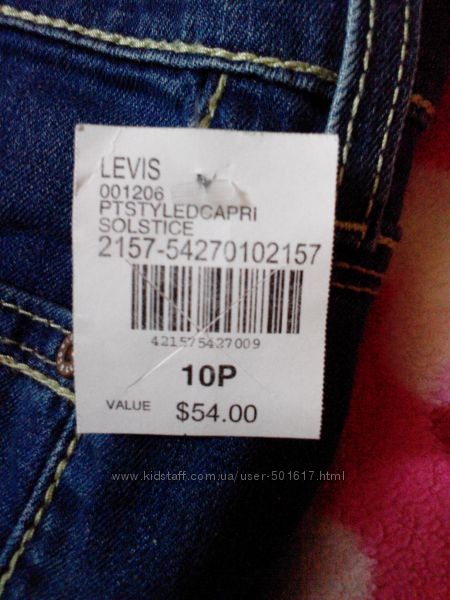 LEVIS
001206
PTSTYLEDCAPRI
SOLSTICE
2157-54270102157
421575427009
10P
VALUE $54.00
www.kidstaff.com.ua/user-501617.html